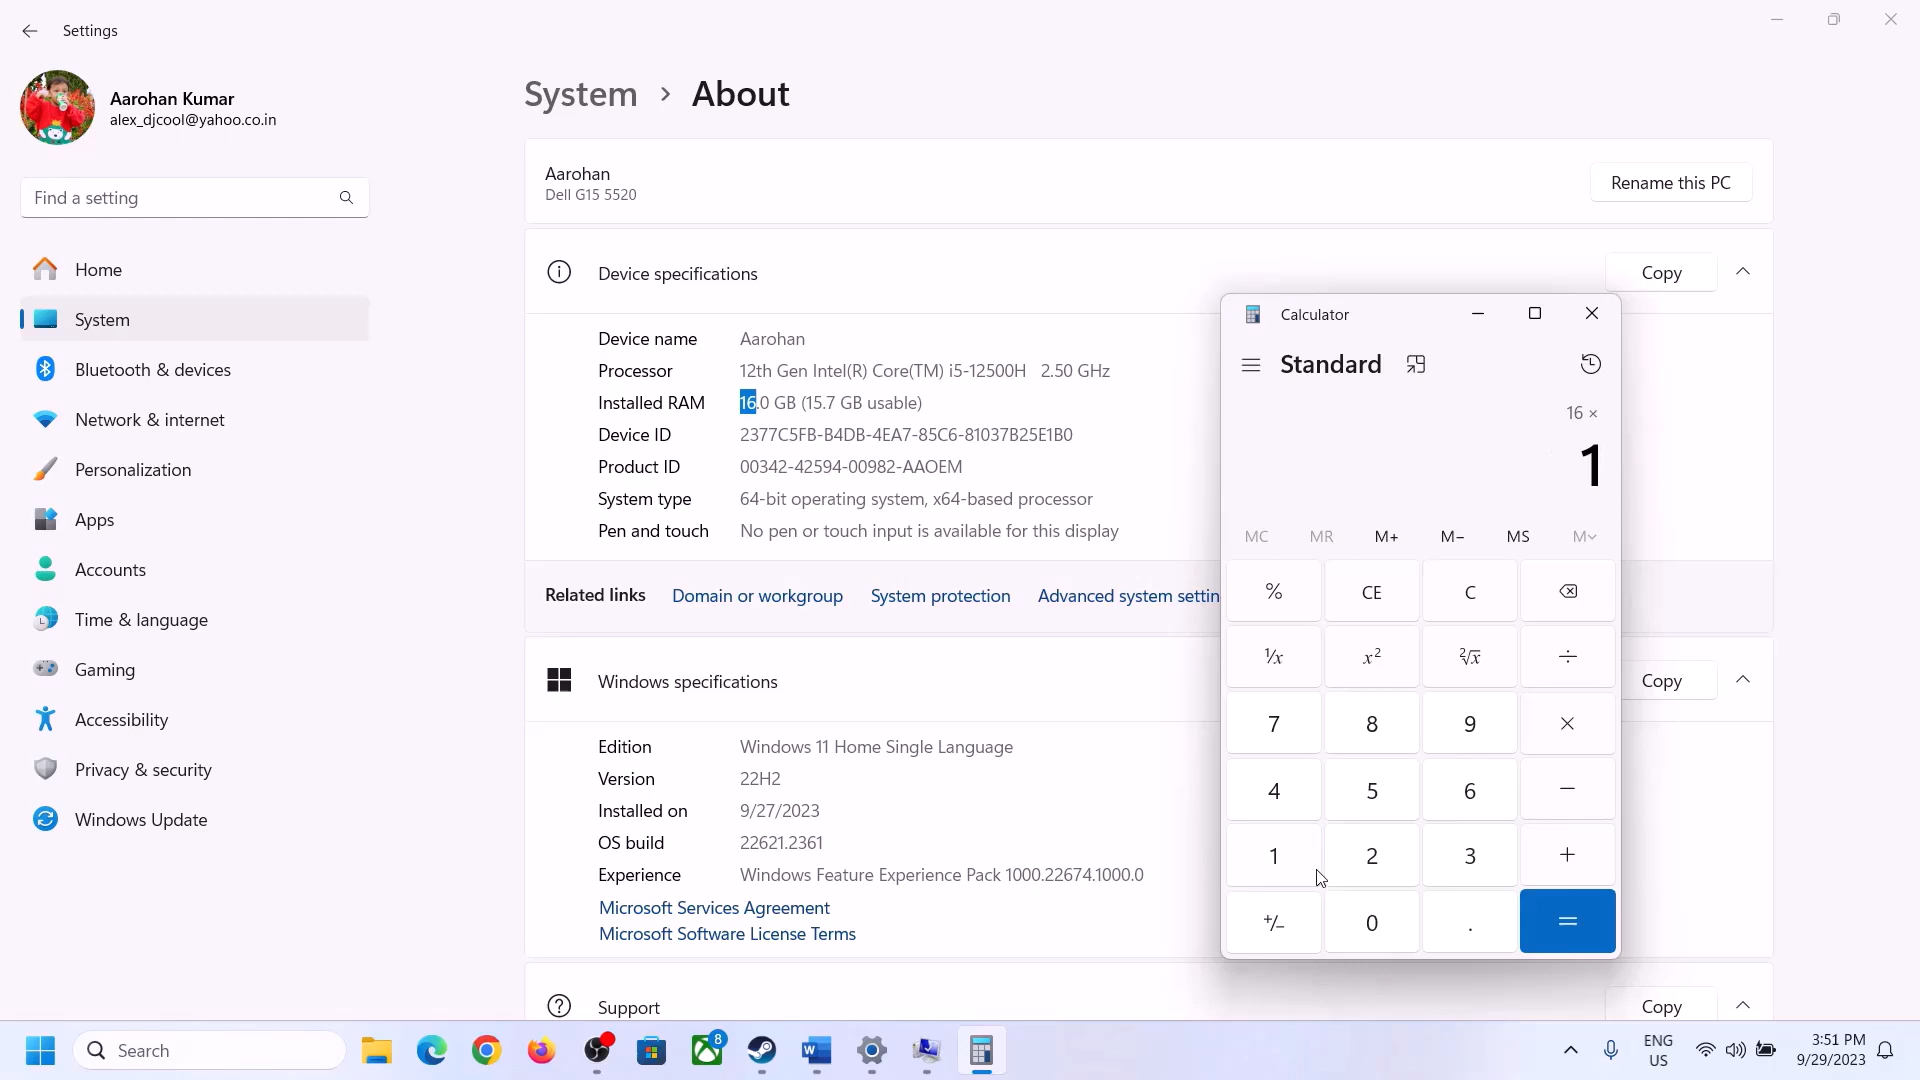 Settings
Aarohan Kumar
alex_djcool@yahoo.co.in
Find a setting
Home
System
Bluetooth & devices
Network & internet
Personalization
Apps
Accounts
Time & language
Gaming
Accessibility
Privacy & security
Windows Update
System > About
Aarohan
Dell G15 5520
Rename this PC
Device specifications
Copy
Device name Aarohan
Processor 12th Gen Intel(R) Core(TM) i5-12500H 2.50 GHz
Installed RAM 16.0 GB (15.7 GB usable)
Device ID 2377C5FB-B4DB-4EA7-85C6-81037B25E1B0
Product ID 00342-42594-00982-AAOEM
System type 64-bit operating system, x64-based processor
Pen and touch No pen or touch input is available for this display
Related links Domain or workgroup System protection Advanced system settin
Windows specifications
Copy
Edition Windows 11 Home Single Language
Version 22H2
Installed on 9/27/2023
OS build 22621.2361
Experience Windows Feature Experience Pack 1000.22674.1000.0
Microsoft Services Agreement
Microsoft Software License Terms
Support
Copy
Calculator
Standard
16 ×
1
MC MR M+ M− MS M
% CE C
¹/x x² ²√x ÷
7 8 9 ×
4 5 6 −
1 2 3 +
+/− 0 . =
Search
8
ENG
US
3:51 PM
9/29/2023